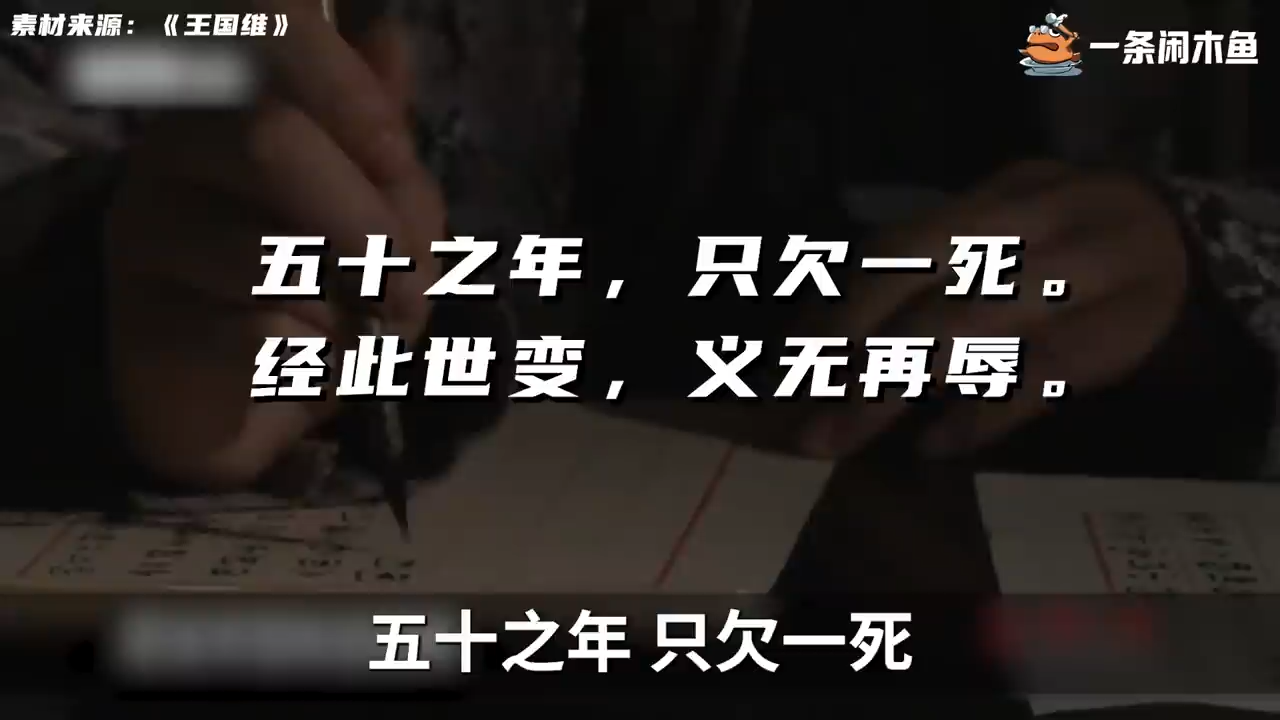 素材来源：《王国维》
一条闲木鱼
五十之年，只欠一死。
经此世变，义无再辱。
五十之年 只欠一死